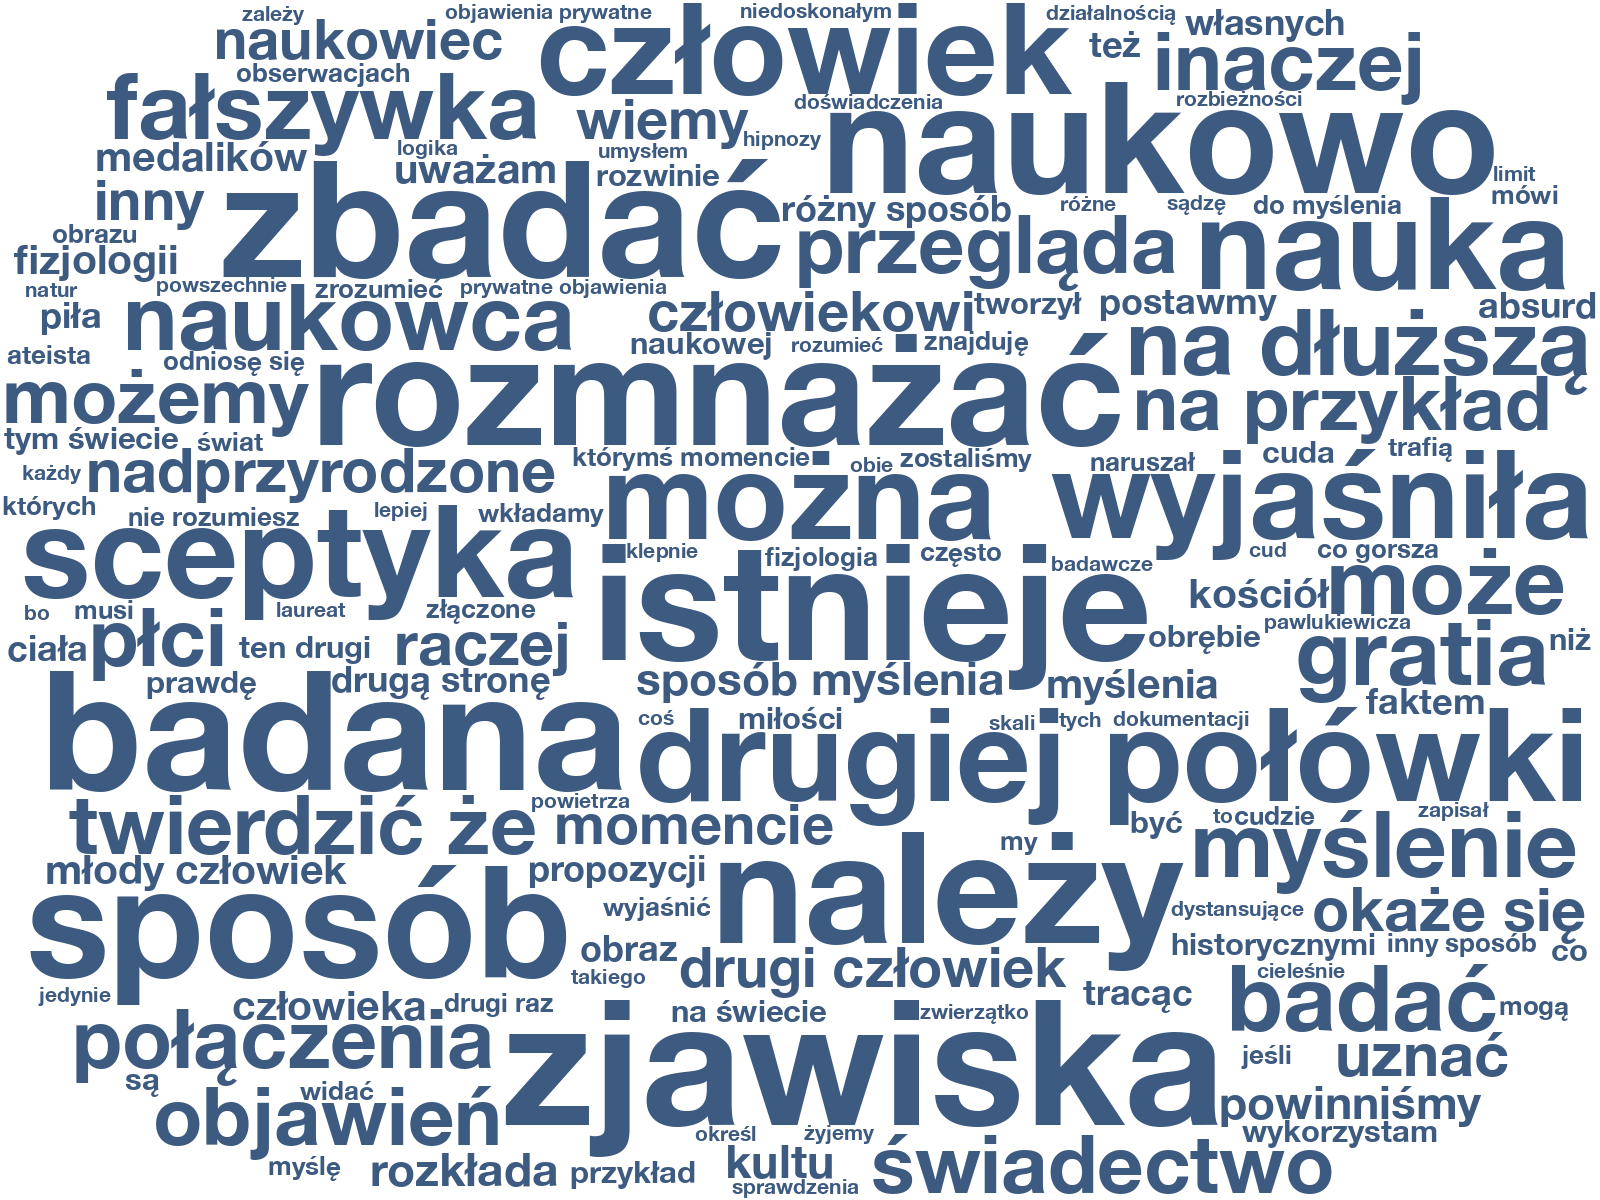 zależy
objawienia prywatne
niedoskonałym
działalnością
naukowiec
człowiek
też
własnych
inaczej
obserwacjach
fałszywka
wiemy
doświadczenia
rozbieżności
hipnozy
naukowo
medalików
logika
uważam
umysłem
rozwinie
limit
mówi
inny
zbadać
różny sposób
różne
sądzę
do myślenia
obrazu
fizjologii
przegląda
nauka
natur
powszechnie
zrozumieć
prywatne objawienia
piła
naukowca
człowiekowi
tworzył
postawmy
absurd
ateista
odniosę się
naukowej
rozumieć
znajduję
na dłuższą
możemy
rozmnażać
na przykład
tym świecie
świat
którymś momencie
obie
zostaliśmy
naruszał
cuda
trafią
każdy
nadprzyrodzone
można
wyjaśniła
których
nie rozumiesz
lepiej
wkładamy
sceptyka
klepnie
fizjologia
często
badawcze
cud
co gorsza
istnieje
kościół
może
bo
musi
laureat
złączone
pawlukiewicza
ciała
płci
ten drugi
raczej
obrębie
gratia
niż
prawdę
drugą stronę
sposób myślenia
myślenia
faktem
badana
coś
miłości
skali
tych
dokumentacji
drugiej połówki
powietrza
twierdzić że
momencie
my
być
to
cudzie
zapisał
myślenie
młody człowiek
propozycji
należy
sposób
wyjaśnić
dystansujące
okaże się
obraz
historycznymi
inny sposób
co
takiego
drugi człowiek
cieleśnie
jedynie
człowieka
drugi raz
na świecie
zwierzątko
tracąc
badać
mogą
połączenia
zjawiska
jeśli
uznać
są
widać
objawień
powinniśmy
określ
żyjemy
wykorzystam
myślę
rozkłada
przykład
kultu
sprawdzenia
świadectwo